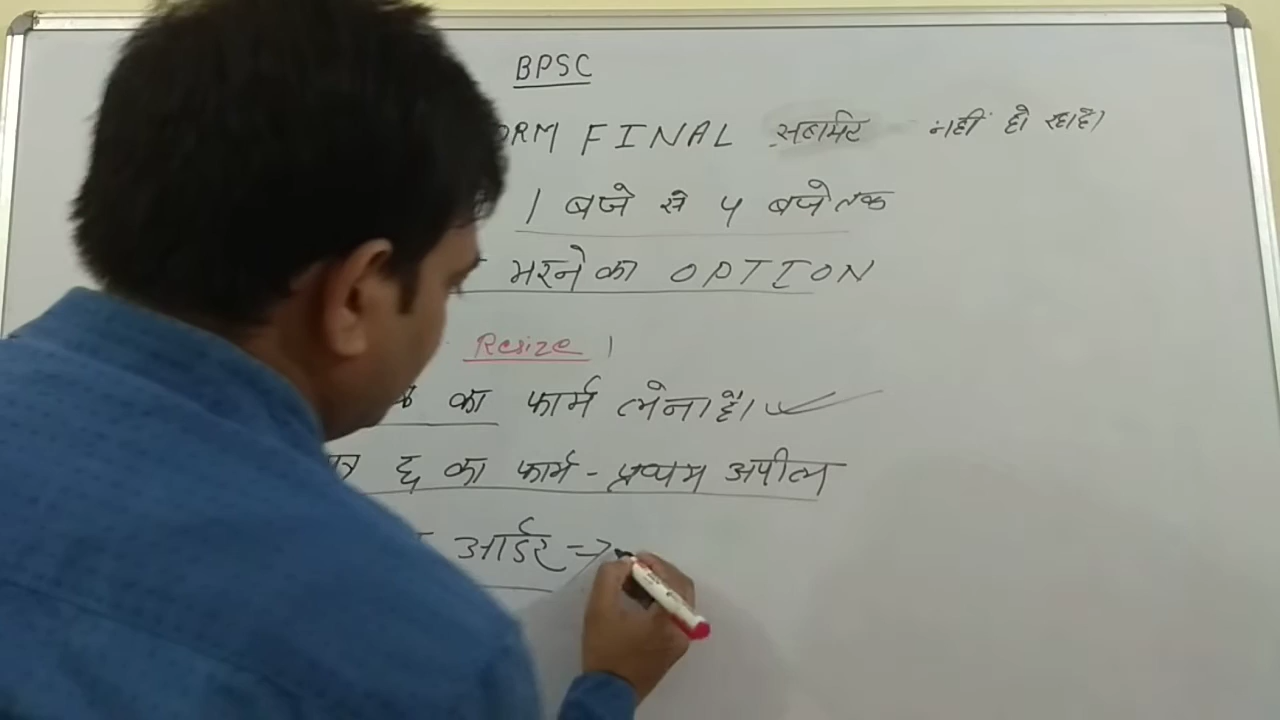 BPSC
ORM FINAL सबमिट नहीं हो रहा है।
1 बजे से 4 बजे तक
भरने का OPTION
Resize |
का फार्म लेना है।
द का फार्म - प्रथम अपील
आर्डर =>